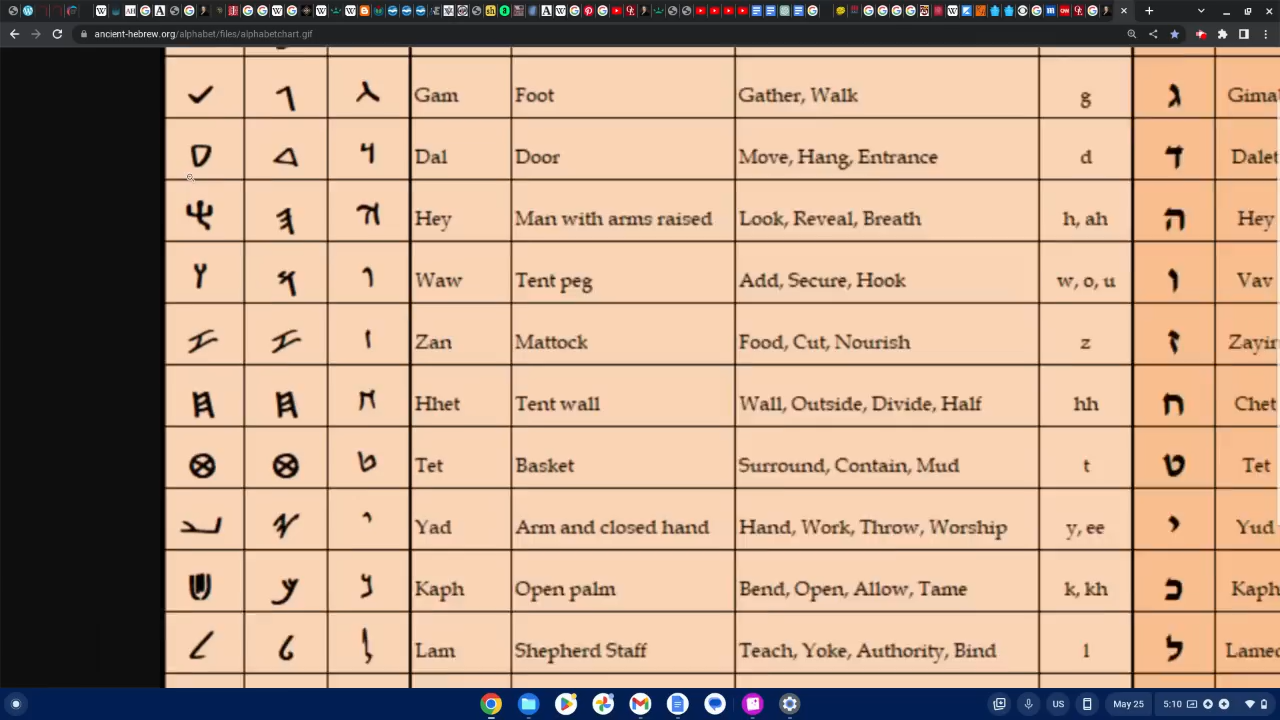 ancient-hebrew.org/alphabet/files/alphabetchart.gif
Gam Foot Gather, Walk g ג
Dal Door Move, Hang, Entrance d ד Dalet
Hey Man with arms raised Look, Reveal, Breath h, ah ה Hey
Waw Tent peg Add, Secure, Hook w, o, u ו Vav
Zan Mattock Food, Cut, Nourish z ז
Hhet Tent wall Wall, Outside, Divide, Half hh ח Chet
Tet Basket Surround, Contain, Mud t ט Tet
Yad Arm and closed hand Hand, Work, Throw, Worship y, ee י Yud
Kaph Open palm Bend, Open, Allow, Tame k, kh כ Kaph
Lam Shepherd Staff Teach, Yoke, Authority, Bind l ל
US May 25 5:10